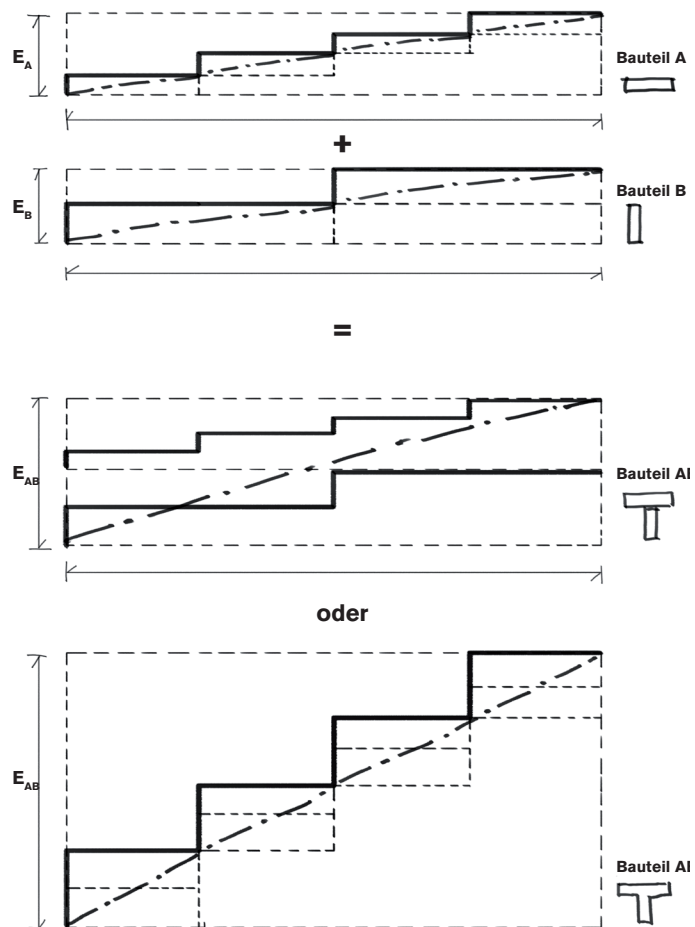 E_A
Bauteil A
+
E_B
Bauteil B
=
E_AB
Bauteil AB
oder
E_AB
Bauteil AB